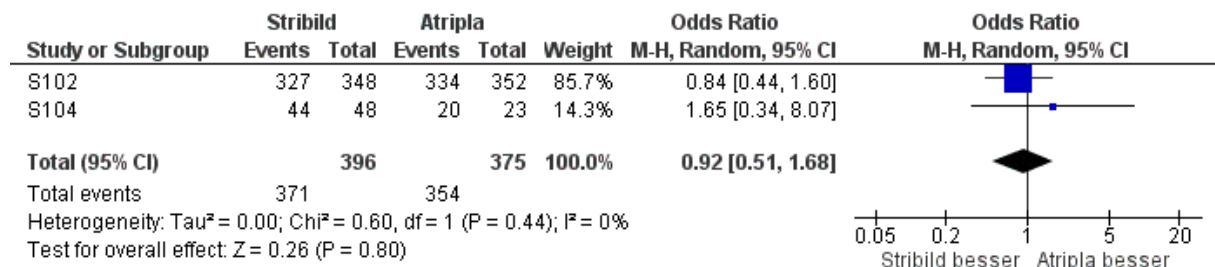 Stribild Atripla Odds Ratio Odds Ratio
Study or Subgroup Events Total Events Total Weight M-H, Random, 95% CI M-H, Random, 95% CI
S102 327 348 334 352 85.7% 0.84 [0.44, 1.60]
S104 44 48 20 23 14.3% 1.65 [0.34, 8.07]
Total (95% CI) 396 375 100.0% 0.92 [0.51, 1.68]
Total events 371 354
Heterogeneity: Tau² = 0.00; Chi² = 0.60, df = 1 (P = 0.44); I² = 0%
Test for overall effect: Z = 0.26 (P = 0.80)
0.05 0.2 1 5 20
Stribild besser Atripla besser